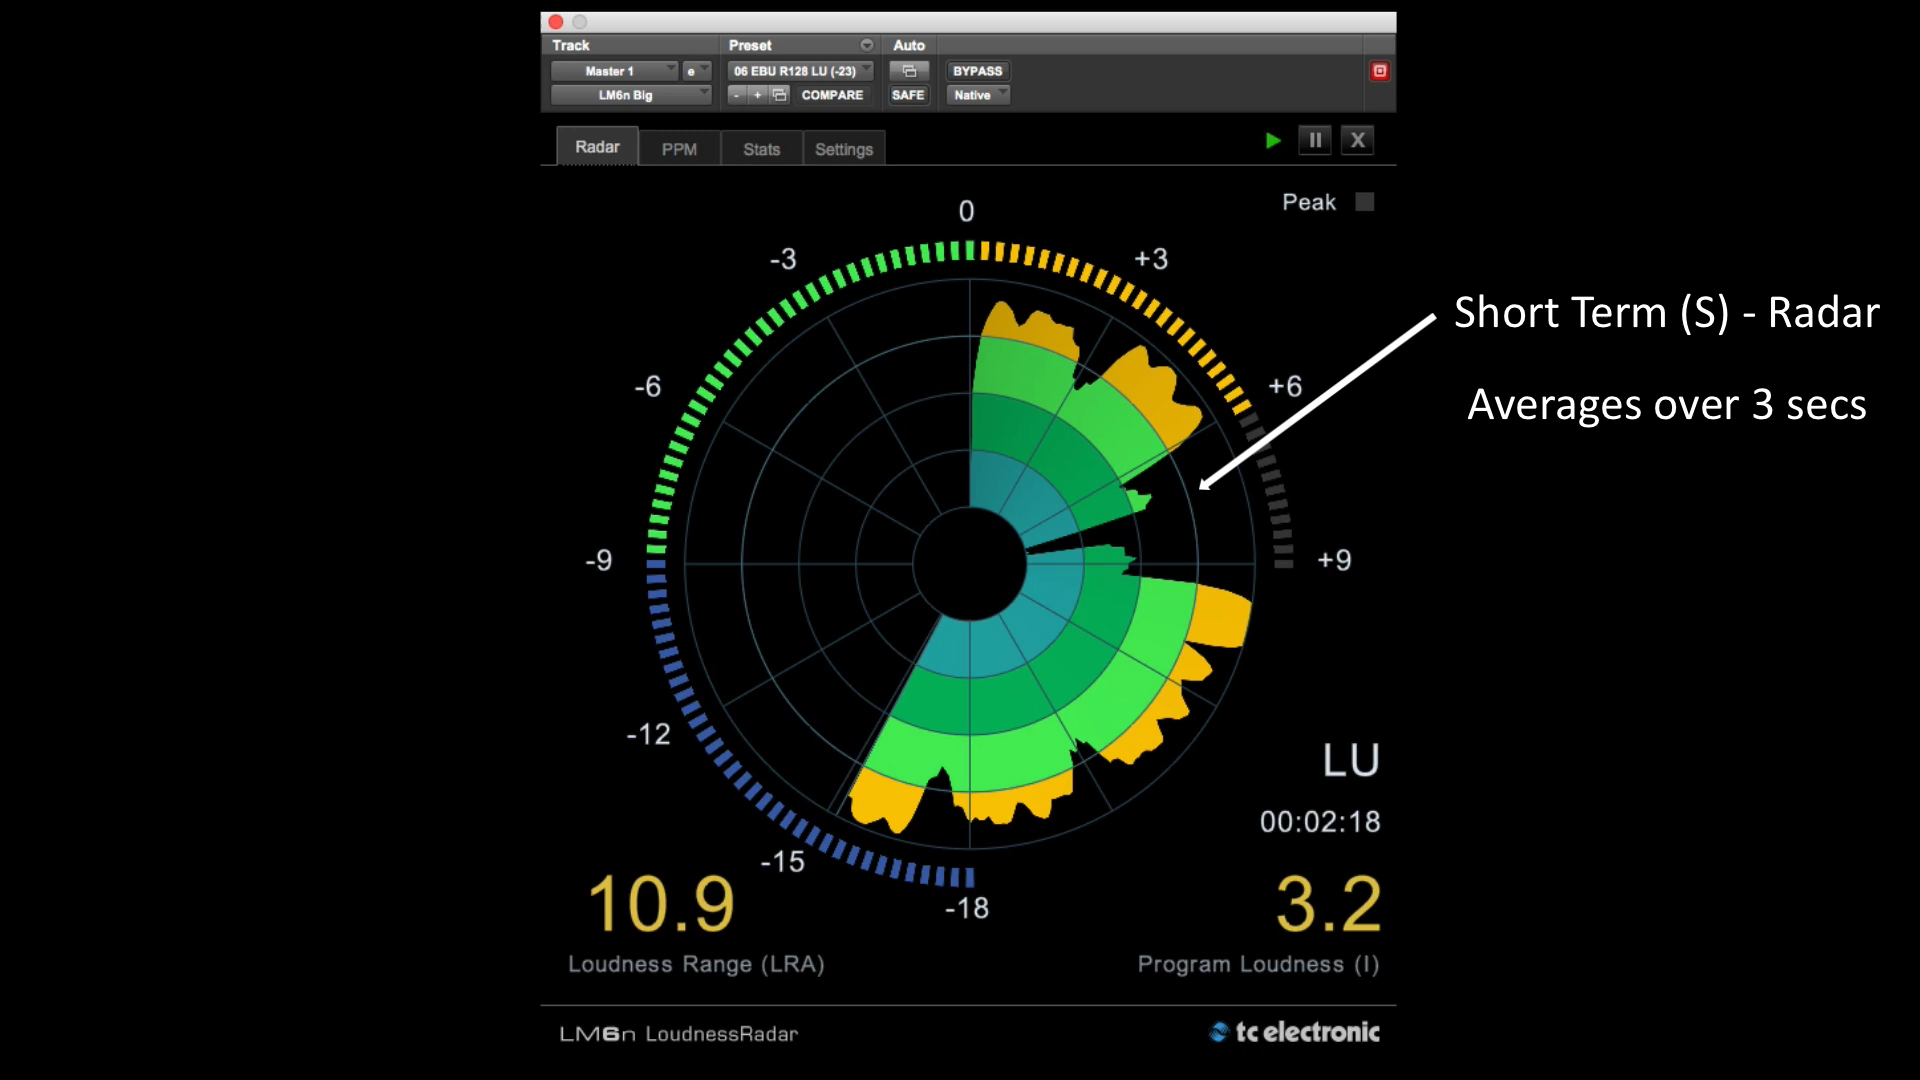 Track
Preset
Auto
Master 1
e
06 EBU R128 LU (-23)
BYPASS
LM6n Big
- +
COMPARE
SAFE
Native
Radar
PPM
Stats
Settings
X
Peak
0
-3
+3
-6
+6
-9
+9
-12
-15
-18
Short Term (S) - Radar
Averages over 3 secs
LU
00:02:18
10.9
3.2
Loudness Range (LRA)
Program Loudness (I)
LM6n LoudnessRadar
tc electronic